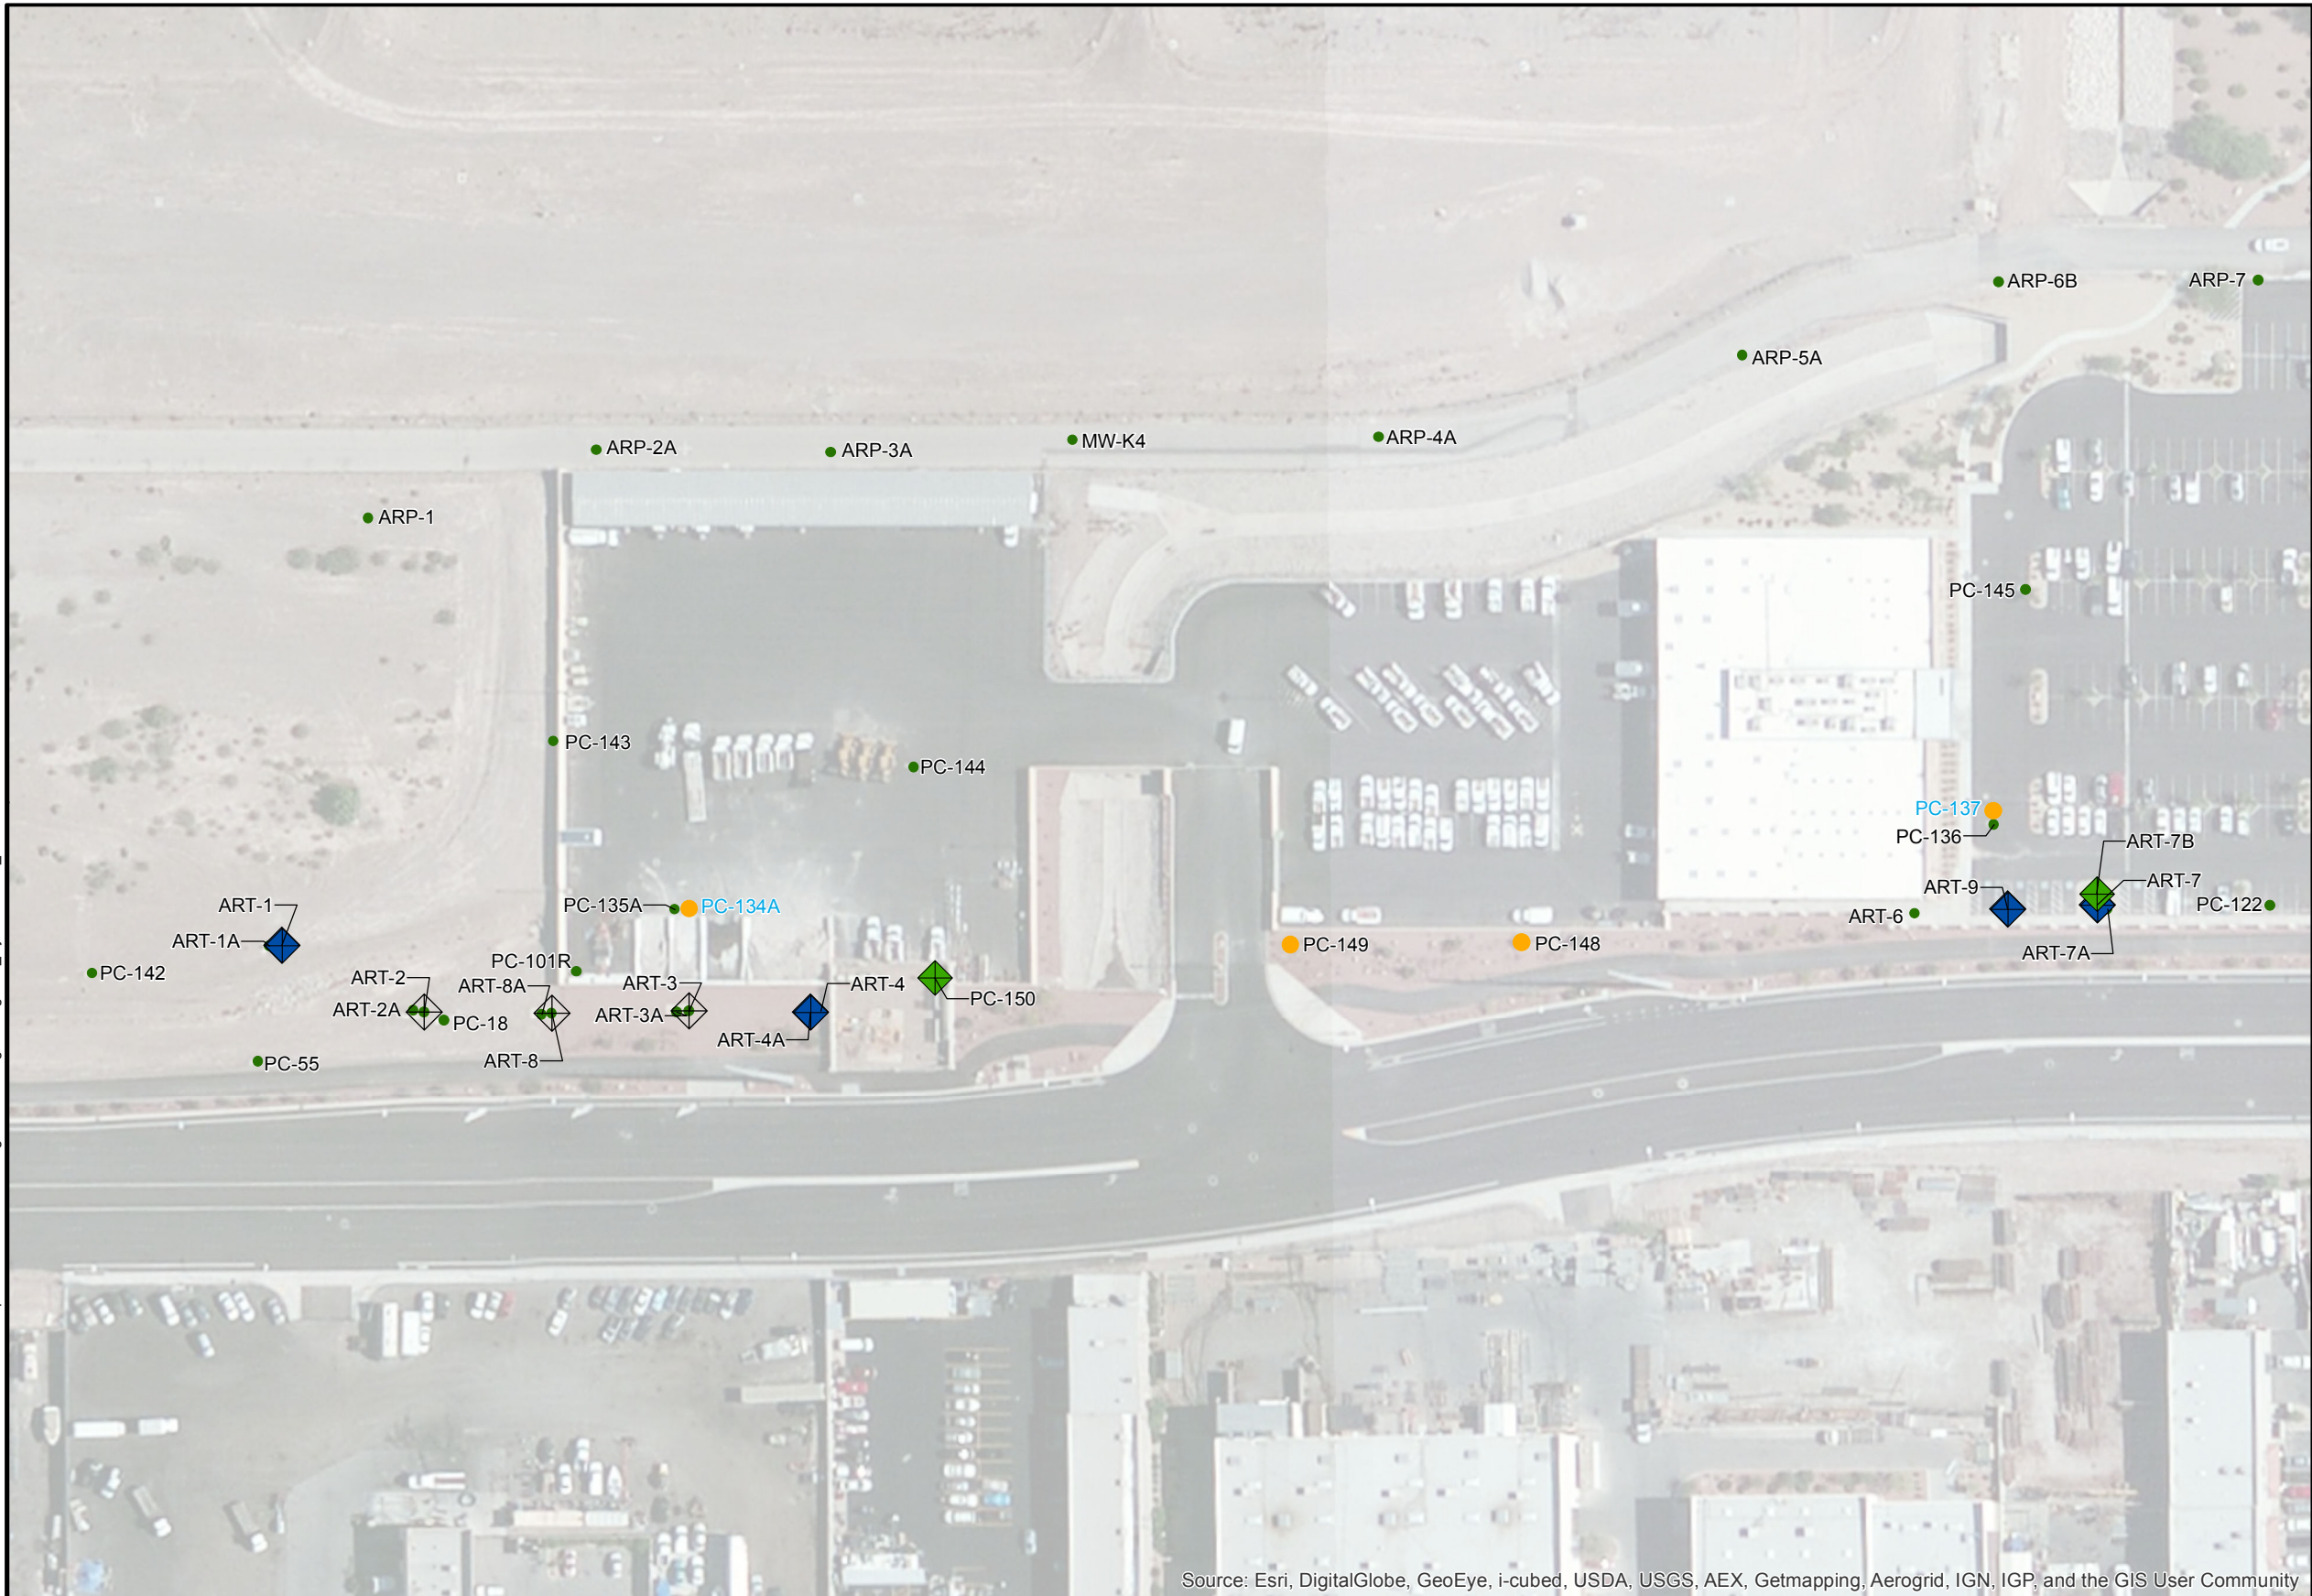 ARP-6B
ARP-7
ARP-5A
ARP-2A
ARP-3A
MW-K4
ARP-4A
ARP-1
PC-145
PC-143
PC-144
PC-137
PC-136
ART-7B
ART-9
ART-7
ART-1
PC-135A
PC-134A
ART-6
PC-122
ART-1A
PC-149
PC-148
ART-7A
PC-142
PC-101R
ART-2
ART-8A
ART-3
ART-4
PC-150
ART-2A
PC-18
ART-3A
ART-4A
PC-55
ART-8
Source: Esri, DigitalGlobe, GeoEye, i-cubed, USDA, USGS, AEX, Getmapping, Aerogrid, IGN, IGP, and the GIS User Community